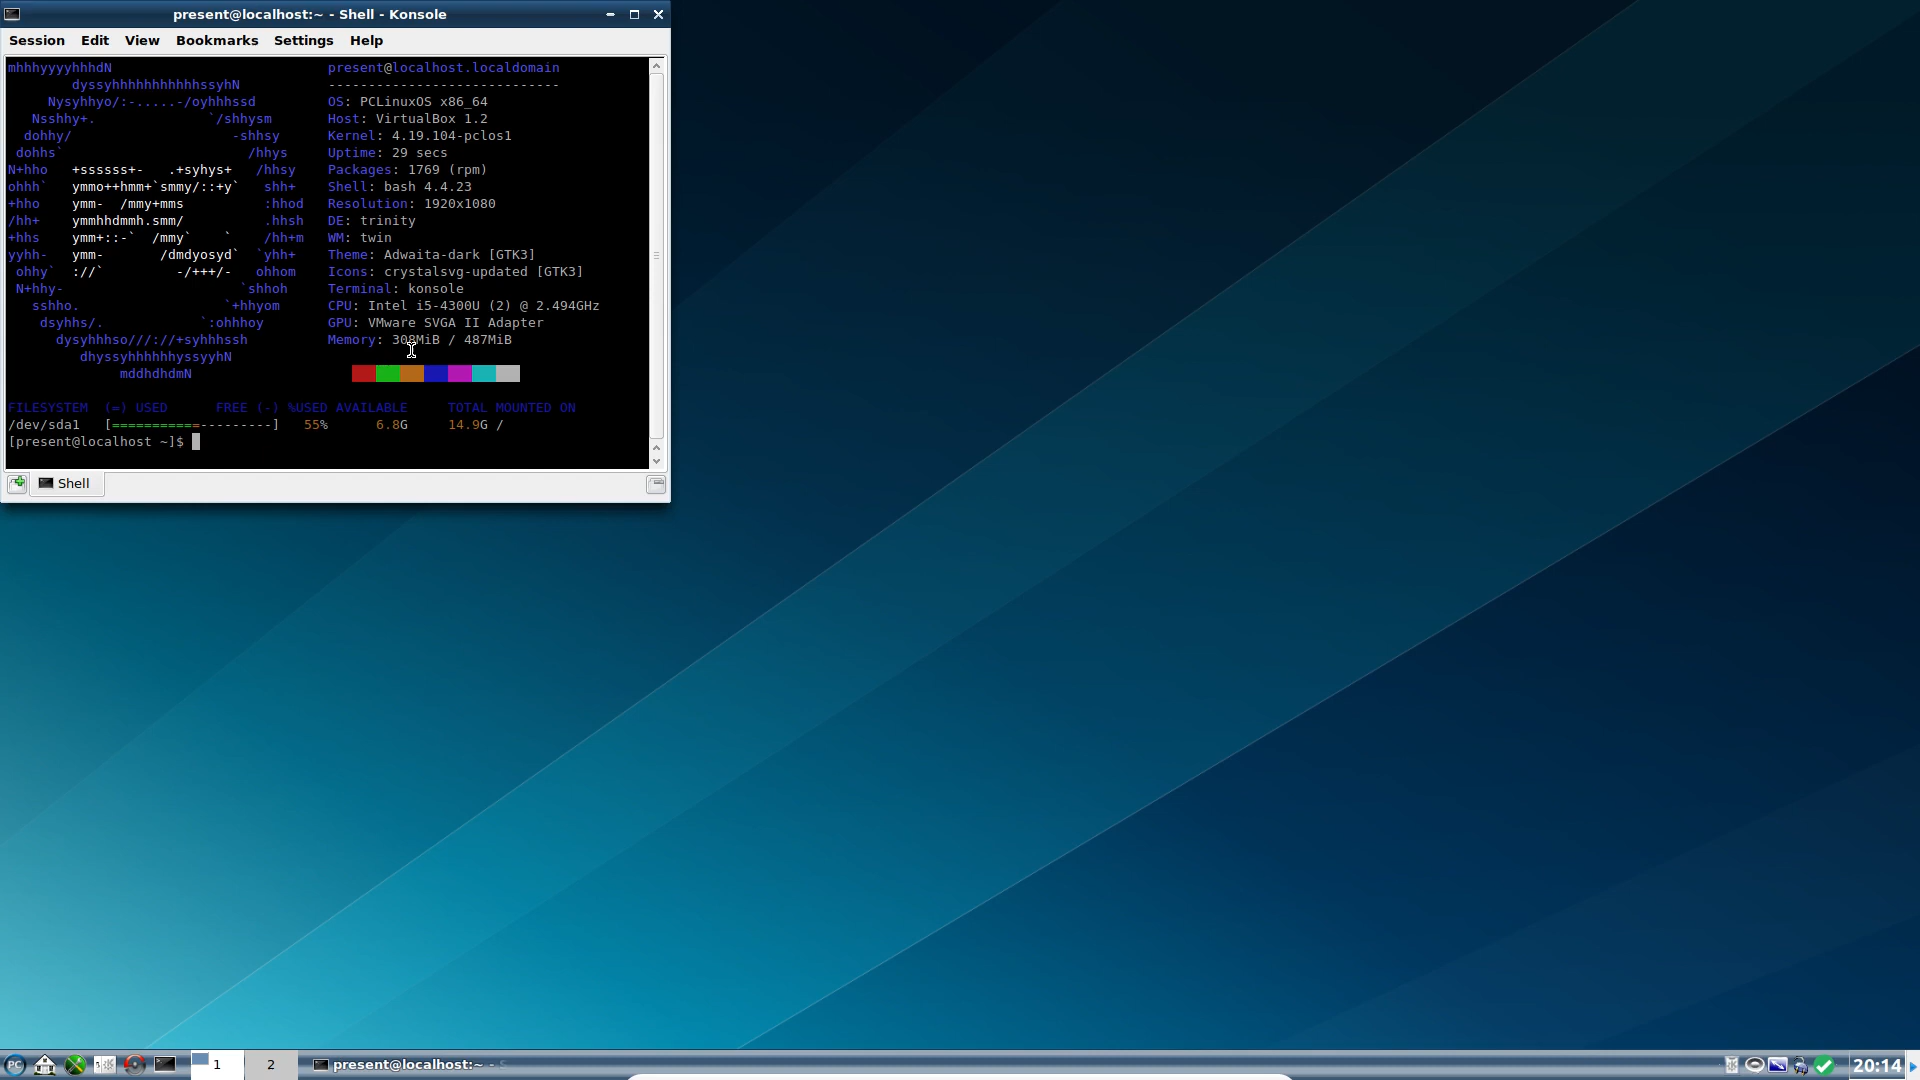 present@localhost:~ - Shell - Konsole
Session Edit View Bookmarks Settings Help
mhhhyyyyhhhdN present@localhost.localdomain
dyssyhhhhhhhhhhhssyhN ----------------------------
Nysyhhyo/:-.....-/oyhhhssd OS: PCLinuxOS x86_64
Nsshhy+. `/shhysm Host: VirtualBox 1.2
dohhy/ -shhsy Kernel: 4.19.104-pclos1
dohhs` /hhys Uptime: 29 secs
N+hho +ssssss+- .+syhys+ /hhsy Packages: 1769 (rpm)
ohhh` ymmo++hmm+`smmy/::+y` shh+ Shell: bash 4.4.23
+hho ymm- /mmy+mms :hhod Resolution: 1920x1080
/hh+ ymmhhdmmh.smm/ .hhsh DE: trinity
+hhs ymm+::-` /mmy` ` /hh+m WM: twin
yyhh- ymm- /dmdyosyd` `yhh+ Theme: Adwaita-dark [GTK3]
ohhy` ://` -/+++/- ohhom Icons: crystalsvg-updated [GTK3]
N+hhy- `shhoh Terminal: konsole
sshho. `+hhyom CPU: Intel i5-4300U (2) @ 2.494GHz
dsyhhs/. `:ohhhoy GPU: VMware SVGA II Adapter
dysyhhhso///://+syhhhssh Memory: 308MiB / 487MiB
dhyssyhhhhhhyssyyhN
mddhdhdmN
FILESYSTEM (=) USED FREE (-) %USED AVAILABLE TOTAL MOUNTED ON
/dev/sda1 [===========---------] 55% 6.8G 14.9G /
[present@localhost ~]$
Shell
PC 1 2 present@localhost:~ - S 20:14